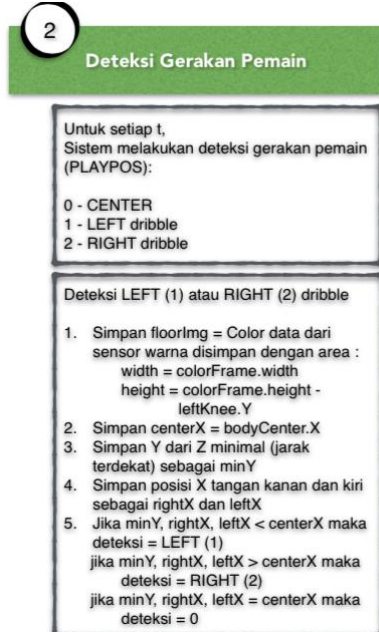 2
Deteksi Gerakan Pemain
Untuk setiap t,
Sistem melakukan deteksi gerakan pemain
(PLAYPOS):
0 - CENTER
1 - LEFT dribble
2 - RIGHT dribble
Deteksi LEFT (1) atau RIGHT (2) dribble
1. Simpan floorImg = Color data dari
sensor warna disimpan dengan area :
width = colorFrame.width
height = colorFrame.height -
leftKnee.Y
2. Simpan centerX = bodyCenter.X
3. Simpan Y dari Z minimal (jarak
terdekat) sebagai minY
4. Simpan posisi X tangan kanan dan kiri
sebagai rightX dan leftX
5. Jika minY, rightX, leftX < centerX maka
deteksi = LEFT (1)
jika minY, rightX, leftX > centerX maka
deteksi = RIGHT (2)
jika minY, rightX, leftX = centerX maka
deteksi = 0